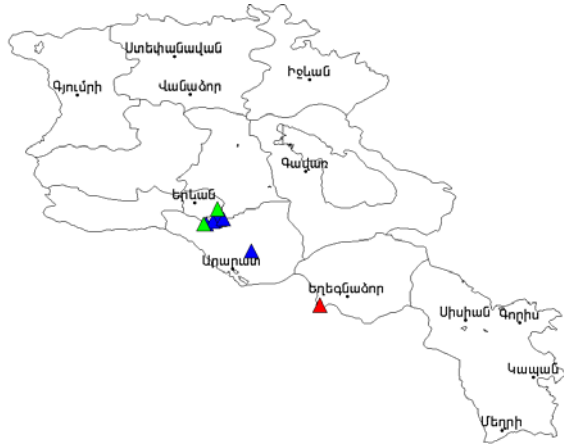 Ստեփանավան
Իջևան
Գյումրի
Վանաձոր
Գավառ
Երևան
Արարատ
Եղեգնաձոր
Սիսիան
Գորիս
Կապան
Մեղրի